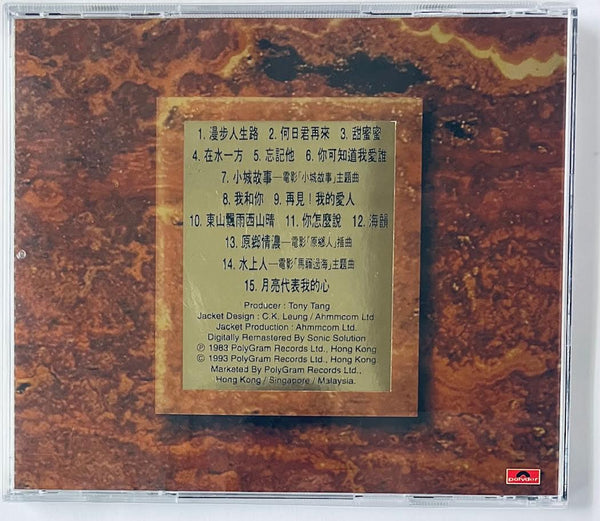 1. 漫步人生路 2. 何日君再來 3. 甜蜜蜜
4. 在水一方 5. 忘記他 6. 你可知道我愛誰
7. 小城故事—電影「小城故事」主題曲
8. 我和你 9. 再見！我的愛人
10. 東山飄雨西山晴 11. 你怎麼說 12. 海韻
13. 原鄉情濃—電影「原鄉人」插曲
14. 水上人—電影「馬騮過海」主題曲
15. 月亮代表我的心
Producer : Tony Tang
Jacket Design : C.K. Leung / Ahmmcom Ltd
Jacket Production : Ahmmcom Ltd.
Digitally Remastered By Sonic Solution
℗ 1983 PolyGram Records Ltd., Hong Kong
© 1993 PolyGram Records Ltd., Hong Kong
Marketed By PolyGram Records Ltd.,
Hong Kong / Singapore / Malaysia.
polydor